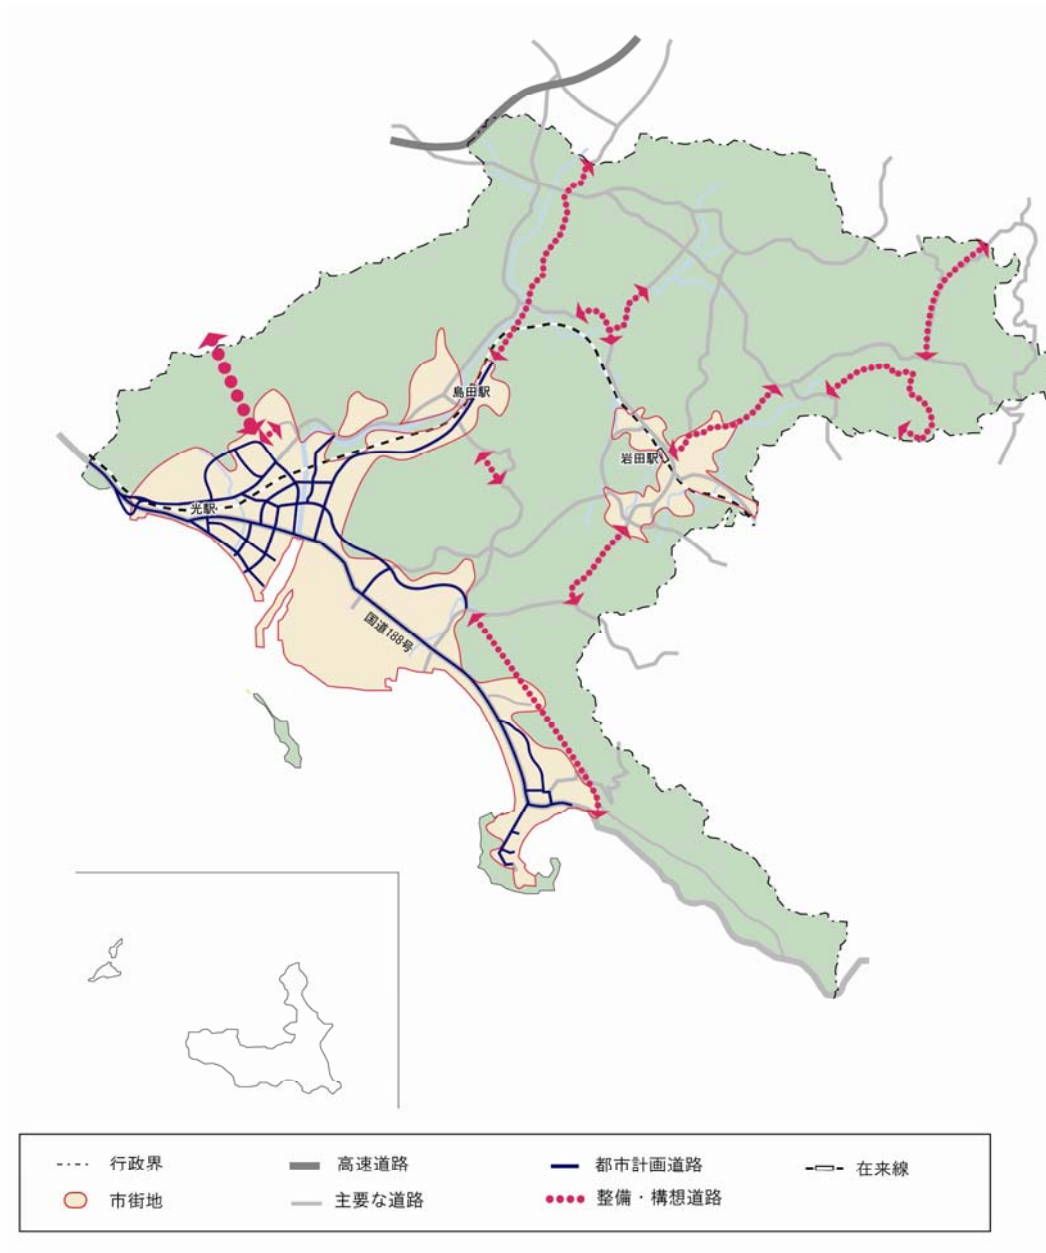 島田駅
岩田駅
光駅
国道188号
行政界
高速道路
都市計画道路
在来線
市街地
主要な道路
整備・構想道路